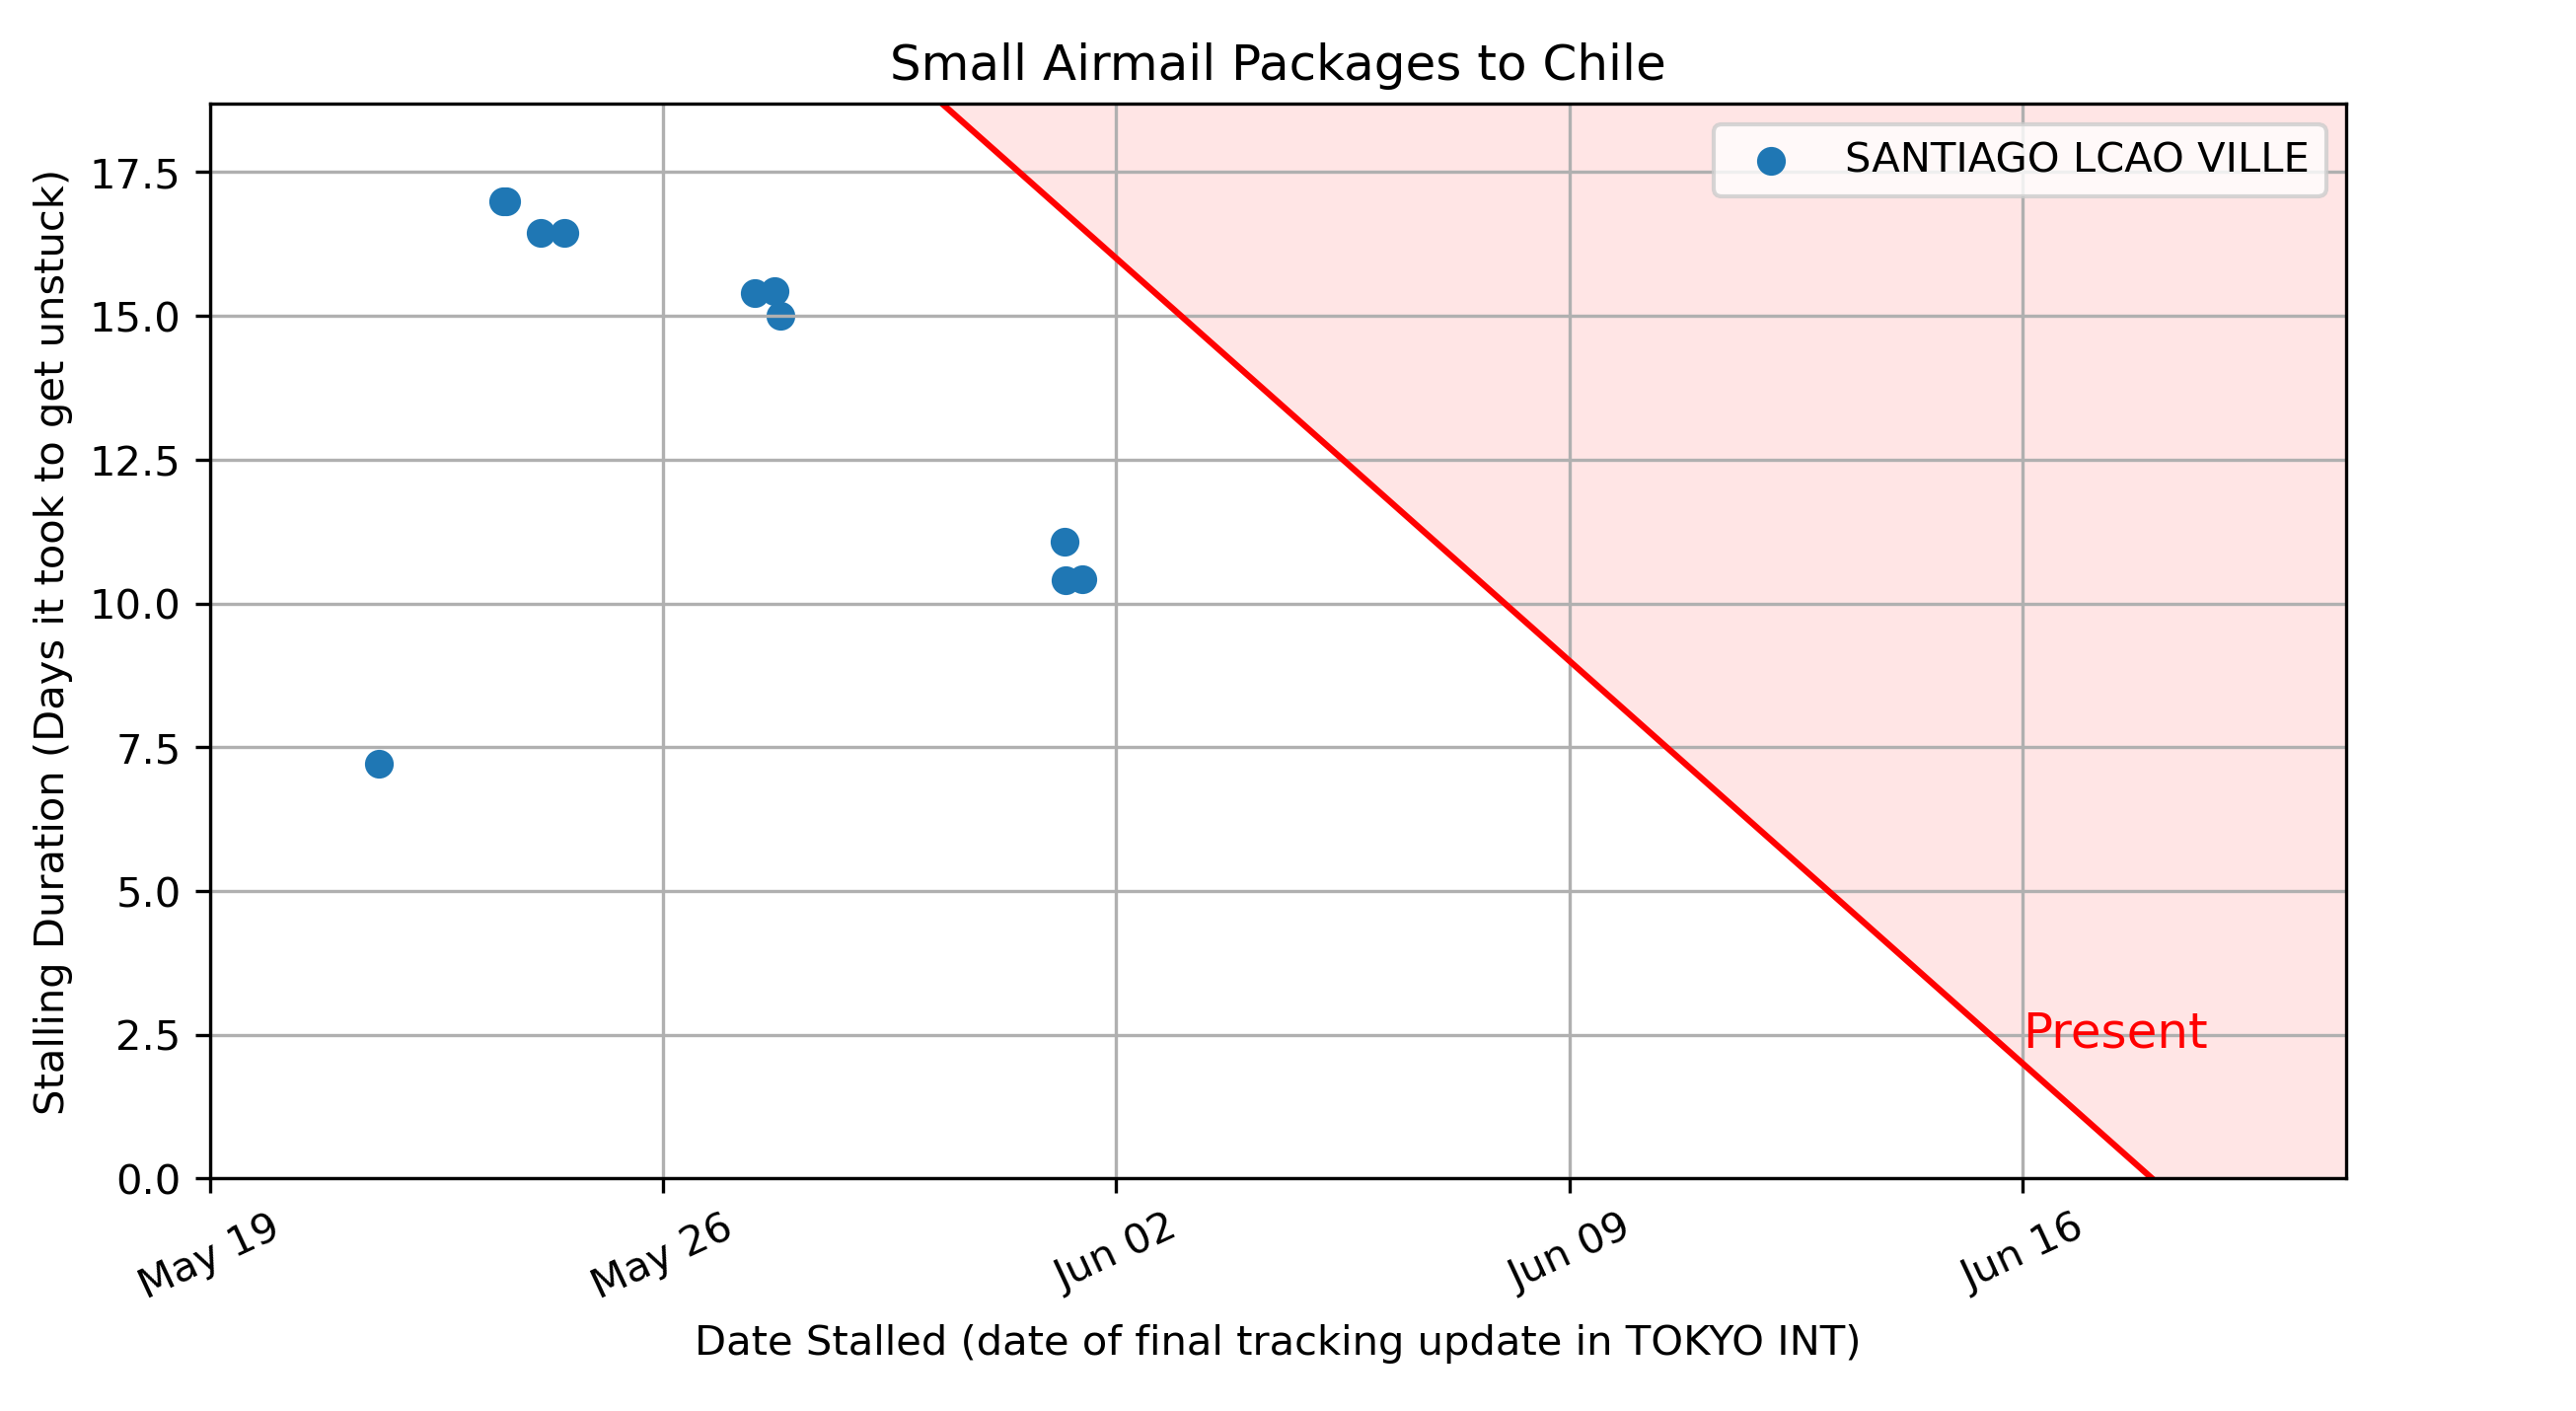 Small Airmail Packages to Chile
SANTIAGO LCAO VILLE
Stalling Duration (Days it took to get unstuck)
17.5
15.0
12.5
10.0
7.5
5.0
2.5
0.0
Present
May 19
May 26
Jun 02
Jun 09
Jun 16
Date Stalled (date of final tracking update in TOKYO INT)